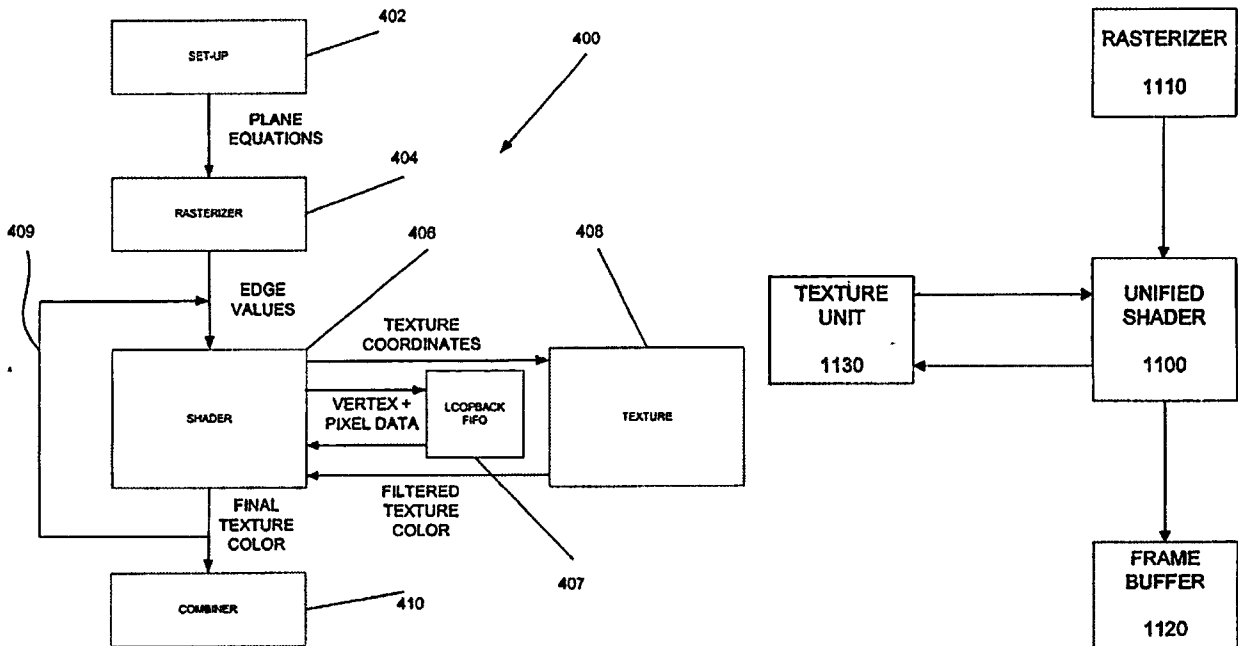 402
SET-UP
400
PLANE
EQUATIONS
404
RASTERIZER
409
406
408
EDGE
VALUES
TEXTURE
COORDINATES
SHADER
VERTEX +
PIXEL DATA
LOOPBACK
FIFO
TEXTURE
FILTERED
TEXTURE
COLOR
FINAL
TEXTURE
COLOR
407
COMBINER
410
RASTERIZER
1110
TEXTURE
UNIT
1130
UNIFIED
SHADER
1100
FRAME
BUFFER
1120